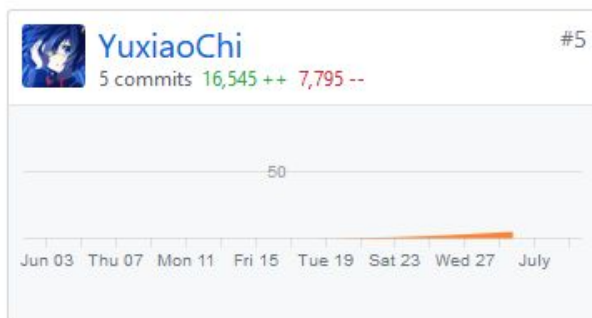 YuxiaoChi
#5
5 commits 16,545 ++ 7,795 --
50
Jun 03 Thu 07 Mon 11 Fri 15 Tue 19 Sat 23 Wed 27 July